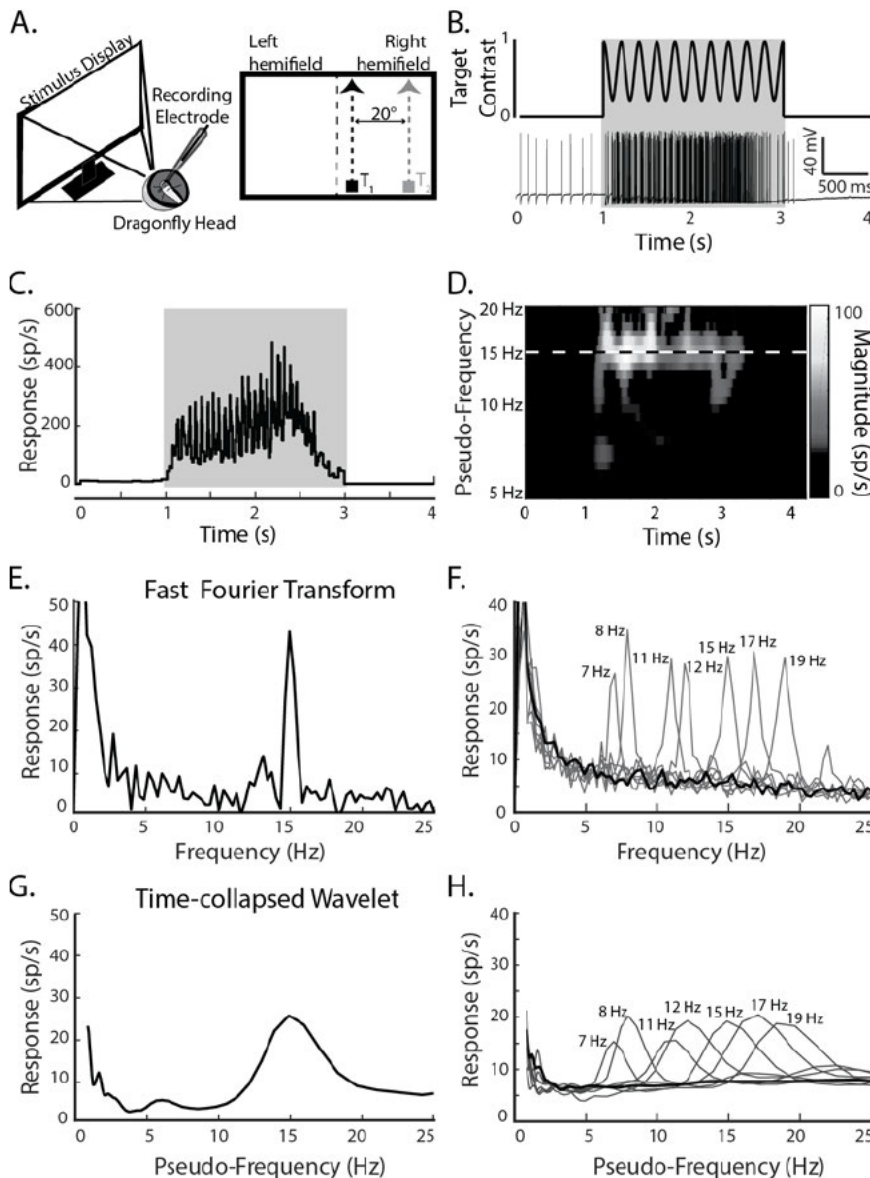 A.
Stimulus Display
Recording
Electrode
Dragonfly Head
Left
hemifield
Right
hemifield
20°
T1
T2
B.
Target
Contrast
1
0
40 mV
500 ms
0 1 2 3 4
Time (s)
C.
Response (sp/s)
600
400
200
0
0 1 2 3 4
Time (s)
D.
Pseudo-Frequency
20 Hz
15 Hz
10 Hz
5 Hz
100
0
Magnitude (sp/s)
0 1 2 3 4
Time (s)
E.
Fast Fourier Transform
Response (sp/s)
50
40
30
20
10
0
0 5 10 15 20 25
Frequency (Hz)
F.
Response (sp/s)
40
30
20
10
0
7 Hz
8 Hz
11 Hz
12 Hz
15 Hz
17 Hz
19 Hz
0 5 10 15 20
Frequency (Hz)
G.
Time-collapsed Wavelet
Response (sp/s)
50
40
30
20
10
0
0 5 10 15 20 25
Pseudo-Frequency (Hz)
H.
Response (sp/s)
40
30
20
10
0
7 Hz
8 Hz
11 Hz
12 Hz
15 Hz
17 Hz
19 Hz
0 5 10 15 20
Pseudo-Frequency (Hz)